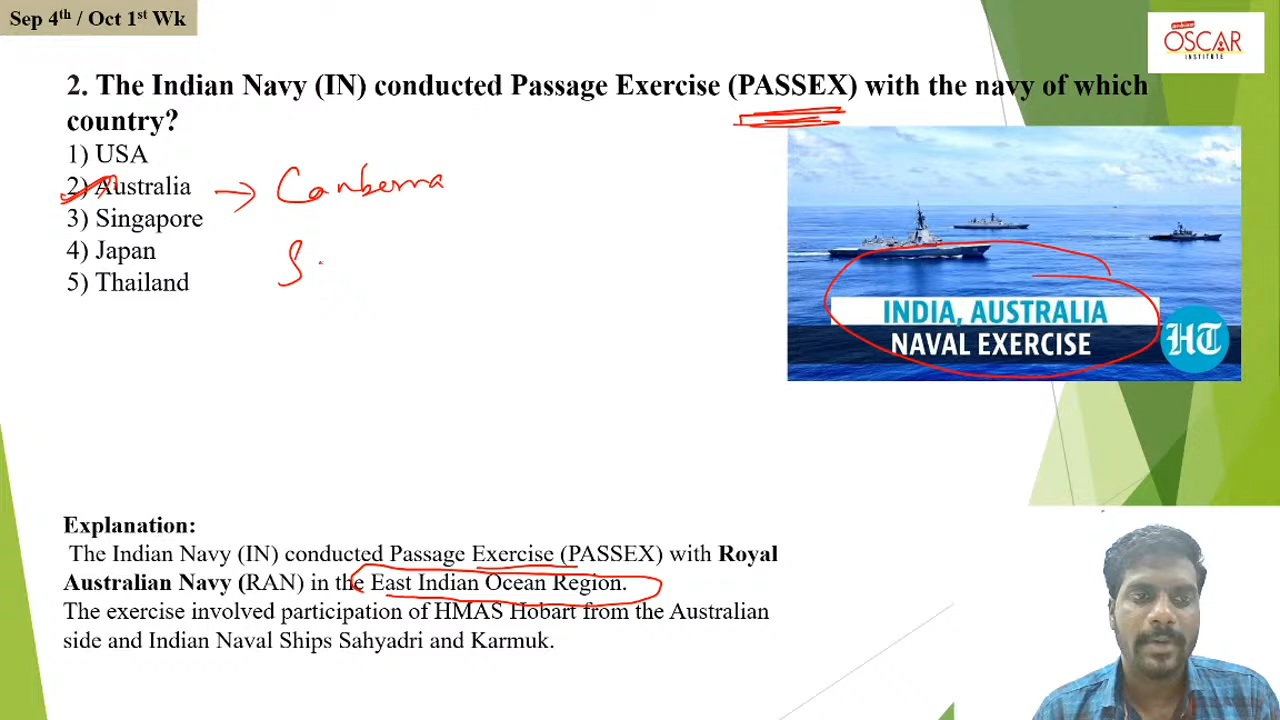 Sep 4th / Oct 1st Wk
OSCAR
INSTITUTE
2. The Indian Navy (IN) conducted Passage Exercise (PASSEX) with the navy of which
country?
1) USA
2) Australia → Canberra
3) Singapore
4) Japan
5) Thailand
INDIA, AUSTRALIA
NAVAL EXERCISE
HT
Explanation:
The Indian Navy (IN) conducted Passage Exercise (PASSEX) with Royal
Australian Navy (RAN) in the East Indian Ocean Region.
The exercise involved participation of HMAS Hobart from the Australian
side and Indian Naval Ships Sahyadri and Karmuk.